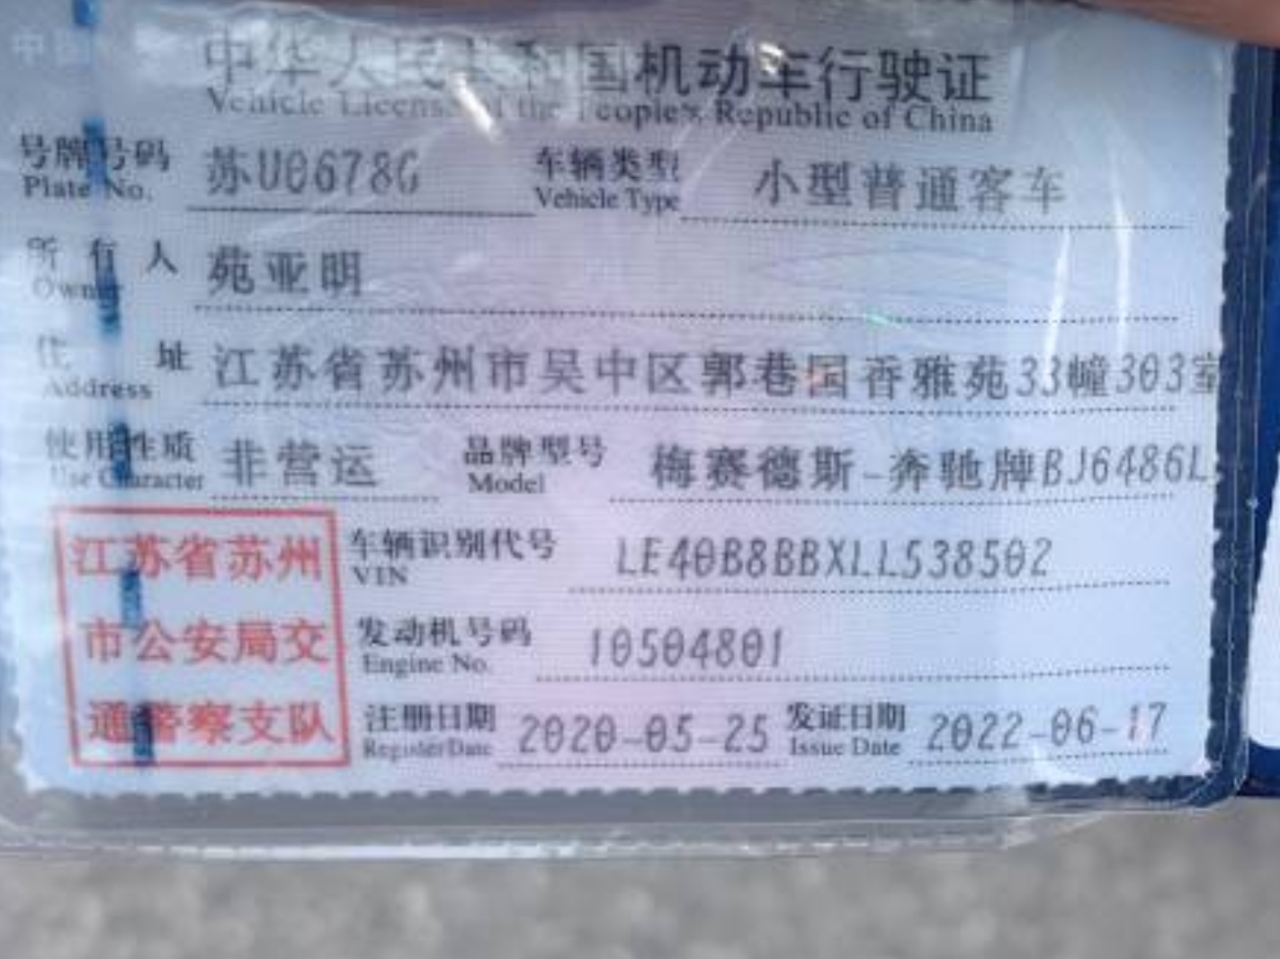 中华人民共和国机动车行驶证
Vehicle License of the People's Republic of China
号牌号码 苏U0678G 车辆类型 小型普通客车
Plate No. Vehicle Type
所有人 苑亚明
Owner
住址 江苏省苏州市吴中区郭巷国香雅苑33幢303室
Address
使用性质 非营运 品牌型号 梅赛德斯-奔驰牌BJ6486L
Use Character Model
江苏省苏州
市公安局交
通警察支队
车辆识别代号 LE40B8BBXLL538502
VIN
发动机号码 10504801
Engine No.
注册日期 2020-05-25 发证日期 2022-06-17
Register Date Issue Date